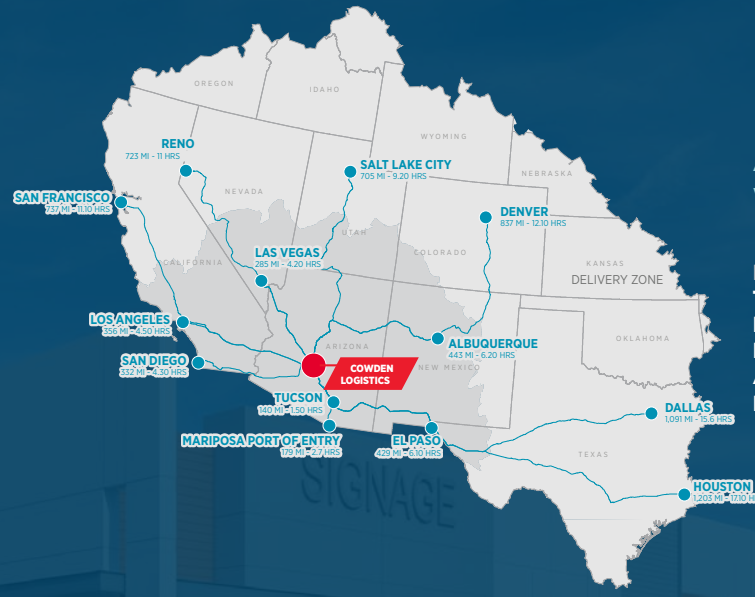 OREGON
IDAHO
WYOMING
NEBRASKA
RENO
723 MI - 11 HRS
SALT LAKE CITY
705 MI - 9.20 HRS
NEVADA
SAN FRANCISCO
737 MI - 11.10 HRS
DENVER
837 MI - 12.10 HRS
UTAH
COLORADO
LAS VEGAS
285 MI - 4.20 HRS
CALIFORNIA
KANSAS
DELIVERY ZONE
LOS ANGELES
356 MI - 4.50 HRS
ARIZONA
ALBUQUERQUE
443 MI - 6.20 HRS
OKLAHOMA
SAN DIEGO
332 MI - 4.30 HRS
COWDEN
LOGISTICS
NEW MEXICO
TUCSON
140 MI - 1.50 HRS
DALLAS
1,091 MI - 15.6 HRS
MARIPOSA PORT OF ENTRY
179 MI - 2.7 HRS
EL PASO
429 MI - 6.10 HRS
TEXAS
SIGNAGE
HOUSTON
1,203 MI - 17.10 H